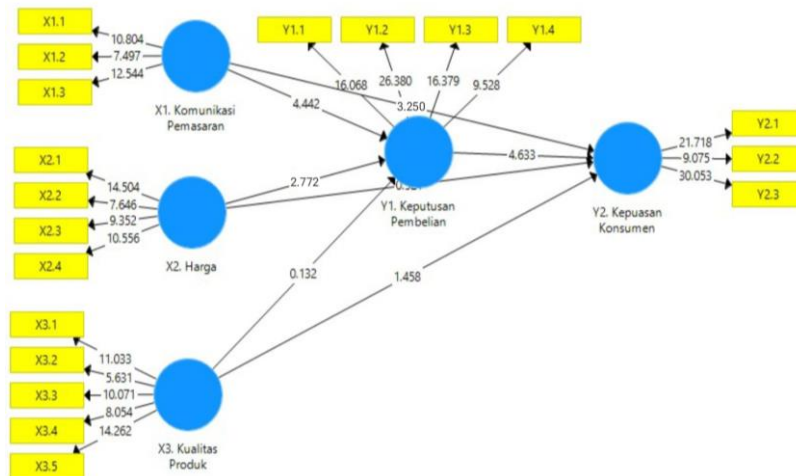 X1.1
X1.2
X1.3
10.804
7.497
12.544
X1. Komunikasi
Pemasaran
Y1.1
Y1.2
Y1.3
Y1.4
16.068
26.380
16.379
9.528
4.442
3.250
X2.1
X2.2
X2.3
X2.4
14.504
7.646
9.352
10.556
X2. Harga
2.772
Y1. Keputusan
Pembelian
4.633
Y2. Kepuasan
Konsumen
21.718
9.075
30.053
Y2.1
Y2.2
Y2.3
0.132
1.458
X3.1
X3.2
X3.3
X3.4
X3.5
11.033
5.631
10.071
8.054
14.262
X3. Kualitas
Produk